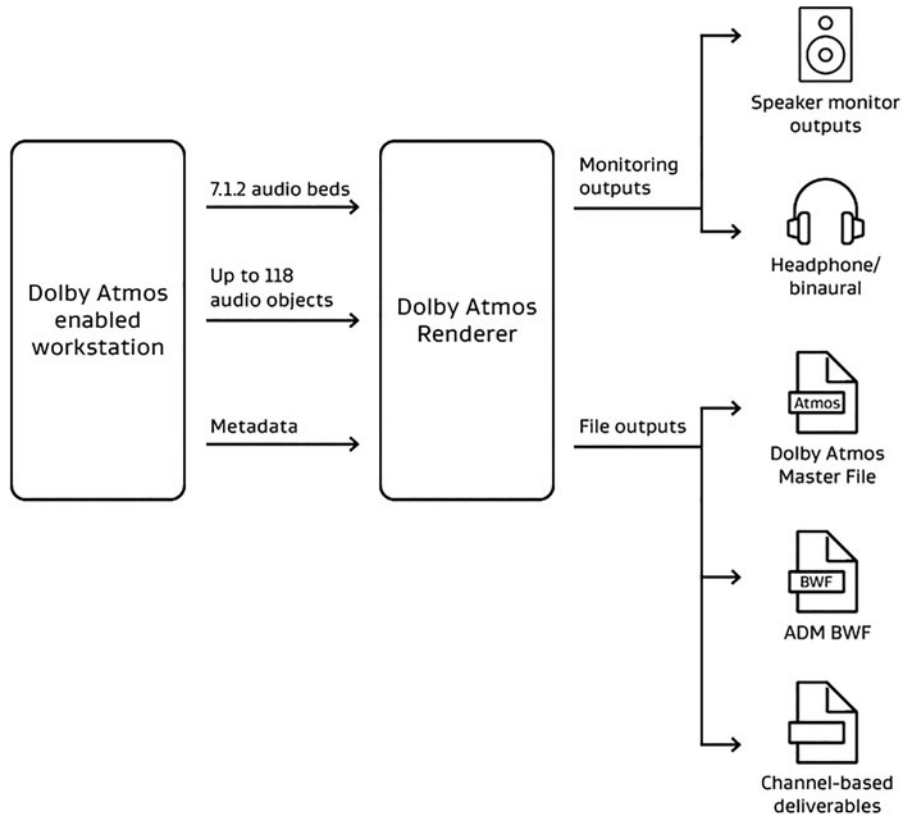 Dolby Atmos
enabled
workstation
7.1.2 audio beds
Up to 118
audio objects
Metadata
Dolby Atmos
Renderer
Monitoring
outputs
Speaker monitor
outputs
Headphone/
binaural
File outputs
Atmos
Dolby Atmos
Master File
BWF
ADM BWF
Channel-based
deliverables